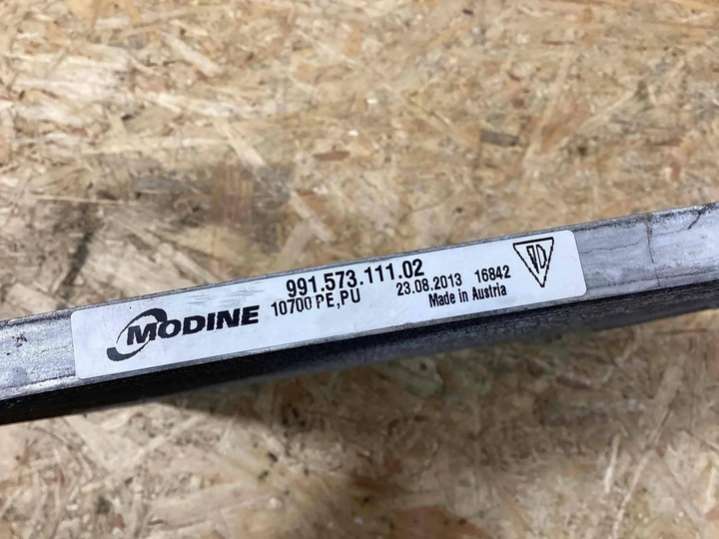 MODINE
991.573.111.02
10700 PE,PU
23.08.2013 16842
Made in Austria